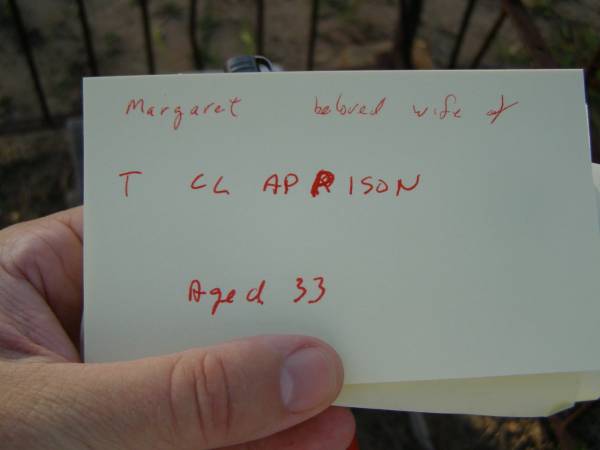 Margaret beloved wife of
T CL APRISON
Aged 33